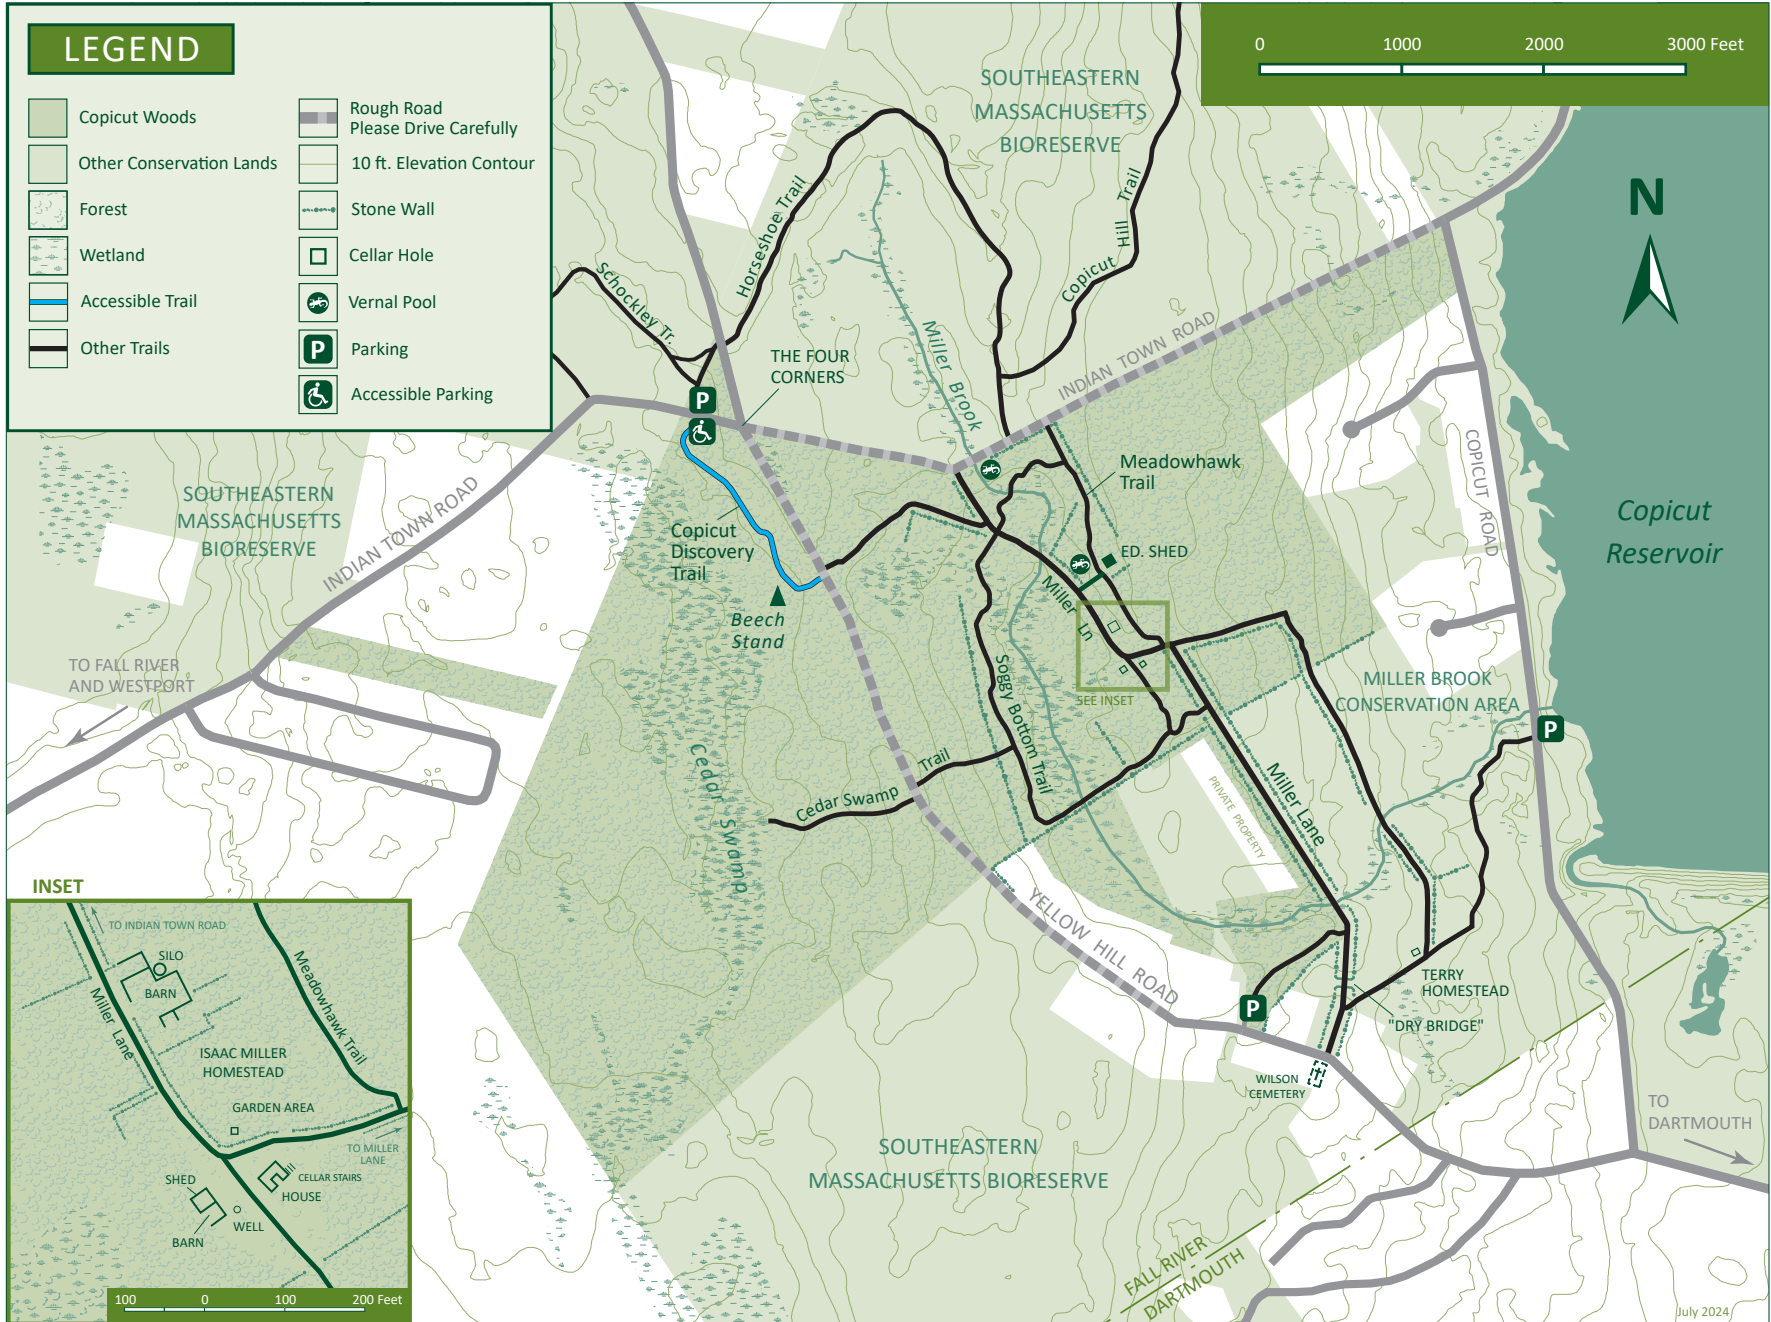 LEGEND
Copicut Woods
Other Conservation Lands
Forest
Wetland
Accessible Trail
Other Trails
Rough Road
Please Drive Carefully
10 ft. Elevation Contour
Stone Wall
Cellar Hole
Vernal Pool
P
Parking
Accessible Parking
0 1000 2000 3000 Feet
N
SOUTHEASTERN
MASSACHUSETTS
BIORESERVE
Horseshoe Trail
Copicut Hill Trail
Schockley Tr.
Miller Brook
INDIAN TOWN ROAD
THE FOUR
CORNERS
P
Meadowhawk
Trail
COPICUT ROAD
Copicut
Reservoir
SOUTHEASTERN
MASSACHUSETTS
BIORESERVE
INDIAN TOWN ROAD
Copicut
Discovery
Trail
ED. SHED
Beech
Stand
Miller Ln
SEE INSET
TO FALL RIVER
AND WESTPORT
MILLER BROOK
CONSERVATION AREA
P
Soggy Bottom Trail
Cedar Swamp
Cedar Swamp Trail
PRIVATE PROPERTY
Miller Lane
YELLOW HILL ROAD
P
TERRY
HOMESTEAD
"DRY BRIDGE"
WILSON
CEMETERY
TO
DARTMOUTH
SOUTHEASTERN
MASSACHUSETTS BIORESERVE
FALL RIVER
DARTMOUTH
July 2024
INSET
TO INDIAN TOWN ROAD
SILO
BARN
Miller Lane
Meadowhawk Trail
ISAAC MILLER
HOMESTEAD
GARDEN AREA
TO MILLER
LANE
SHED
CELLAR STAIRS
HOUSE
WELL
BARN
100 0 100 200 Feet